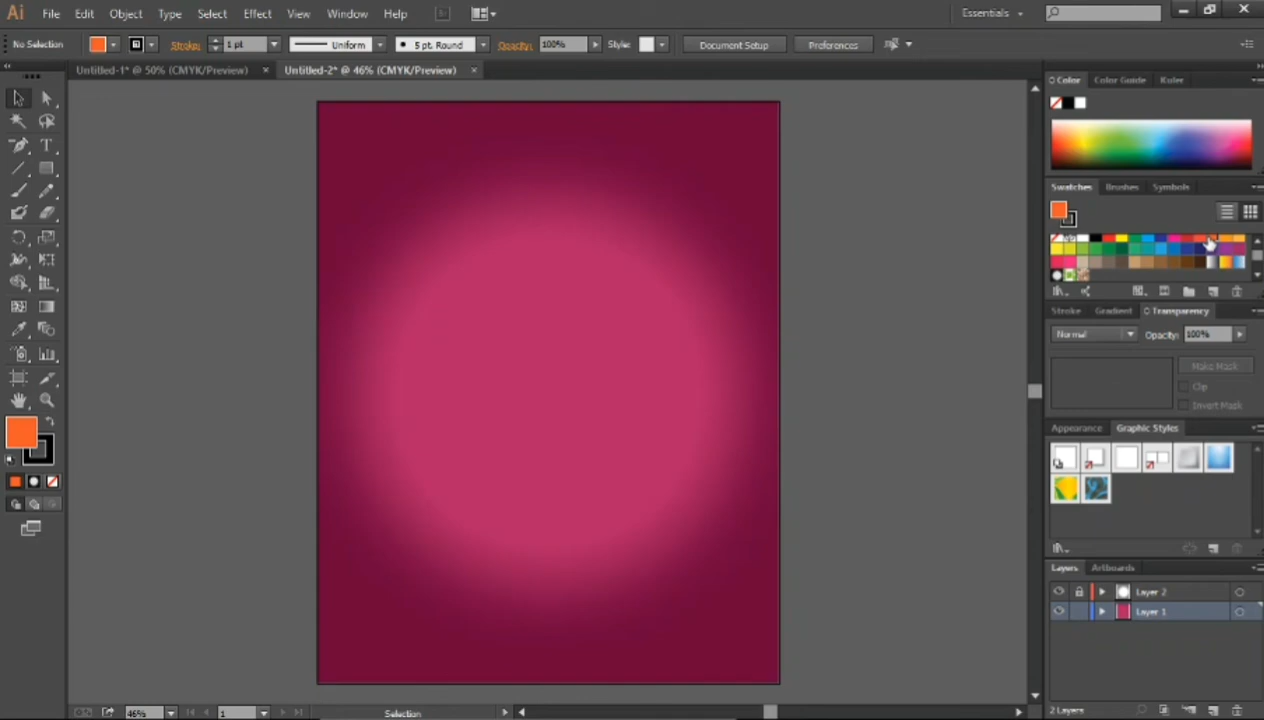 Ai File Edit Object Type Select Effect View Window Help Essentials
No Selection Stroke: 1 pt Uniform 5 pt. Round Opacity: 100% Style: Document Setup Preferences
Untitled-1* @ 50% (CMYK/Preview) × Untitled-2* @ 46% (CMYK/Preview) ×
Color Color Guide Ruler
Swatches Brushes Symbols
Stroke Gradient Transparency
Normal Opacity: 100%
Make Mask
Clip
Invert Mask
Appearance Graphic Styles
Layers Artboards
Layer 2
Layer 1
46% 1 Selection 2 Layers